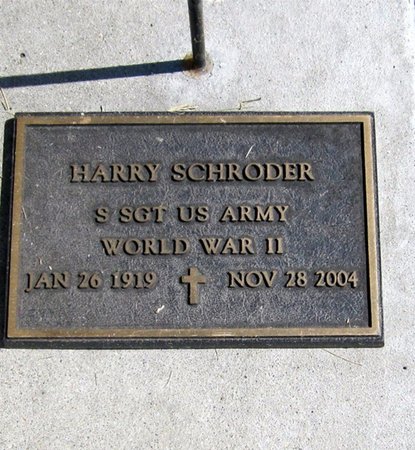 HARRY SCHRODER
S SGT US ARMY
WORLD WAR II
JAN 26 1919 NOV 28 2004